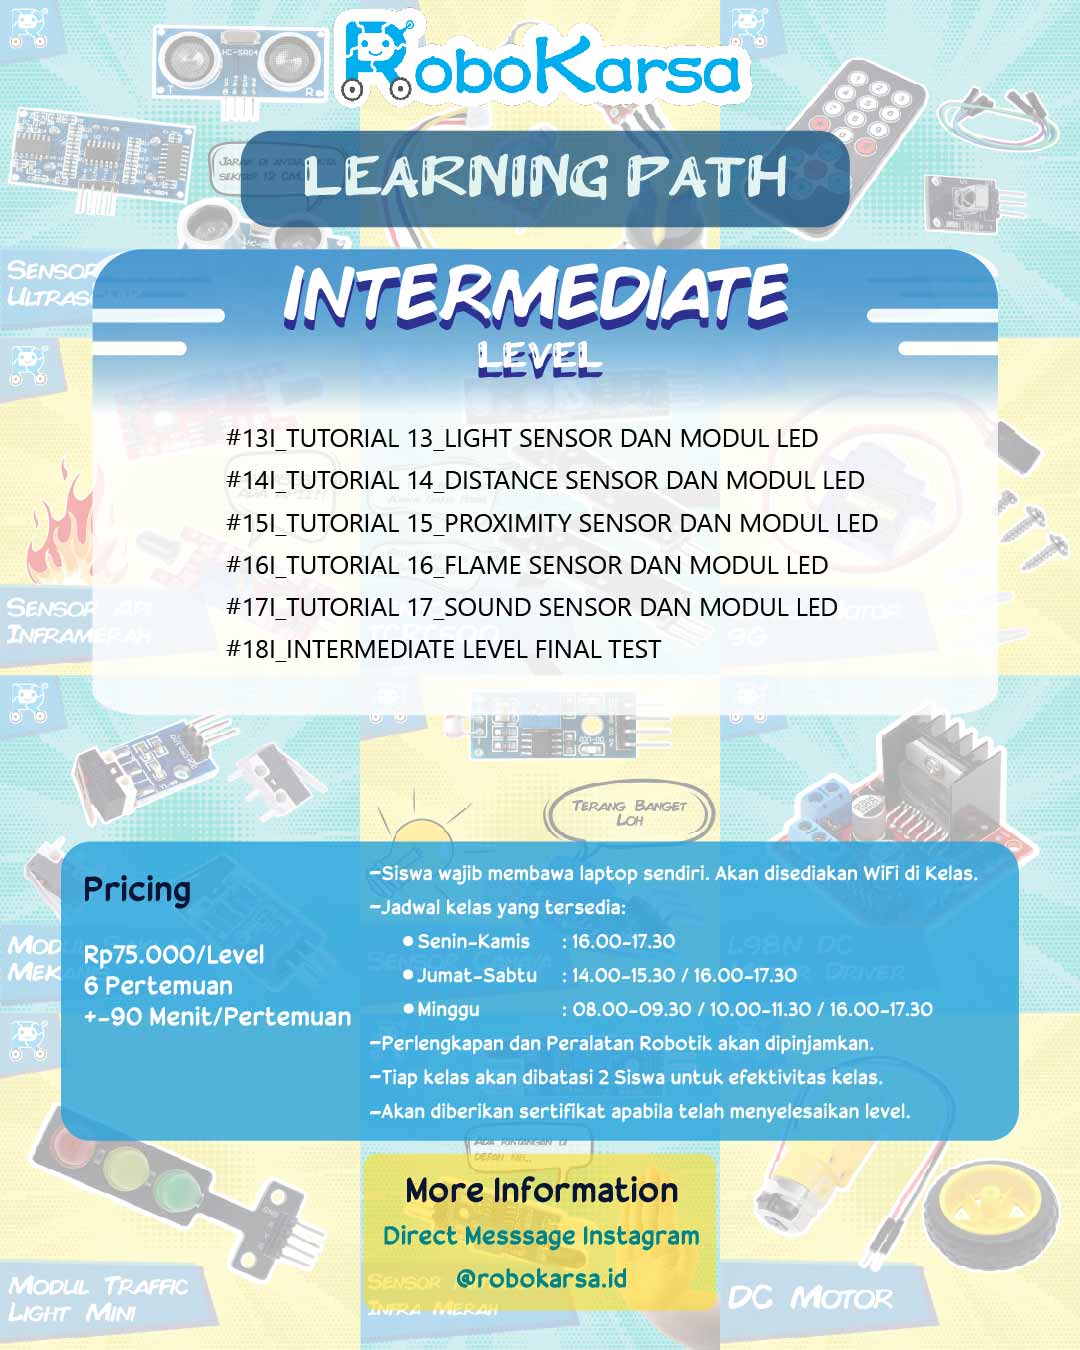 RoboKarsa
LEARNING PATH
INTERMEDIATE
LEVEL
#13I_TUTORIAL 13_LIGHT SENSOR DAN MODUL LED
#14I_TUTORIAL 14_DISTANCE SENSOR DAN MODUL LED
#15I_TUTORIAL 15_PROXIMITY SENSOR DAN MODUL LED
#16I_TUTORIAL 16_FLAME SENSOR DAN MODUL LED
#17I_TUTORIAL 17_SOUND SENSOR DAN MODUL LED
#18I_INTERMEDIATE LEVEL FINAL TEST
TERANG BANGET
LOH
Pricing
Rp75.000/Level
6 Pertemuan
+-90 Menit/Pertemuan
-Siswa wajib membawa laptop sendiri. Akan disediakan WiFi di Kelas.
-Jadwal kelas yang tersedia:
• Senin-Kamis : 16.00-17.30
• Jumat-Sabtu : 14.00-15.30 / 16.00-17.30
• Minggu : 08.00-09.30 / 10.00-11.30 / 16.00-17.30
-Perlengkapan dan Peralatan Robotik akan dipinjamkan.
-Tiap kelas akan dibatasi 2 Siswa untuk efektivitas kelas.
-Akan diberikan sertifikat apabila telah menyelesaikan level.
More Information
Direct Messsage Instagram
@robokarsa.id
SENSOR
SENSOR API
INFRAMERAH
MODUL TRAFFIC
LIGHT MINI
SENSOR
INFRA MERAH
DC MOTOR